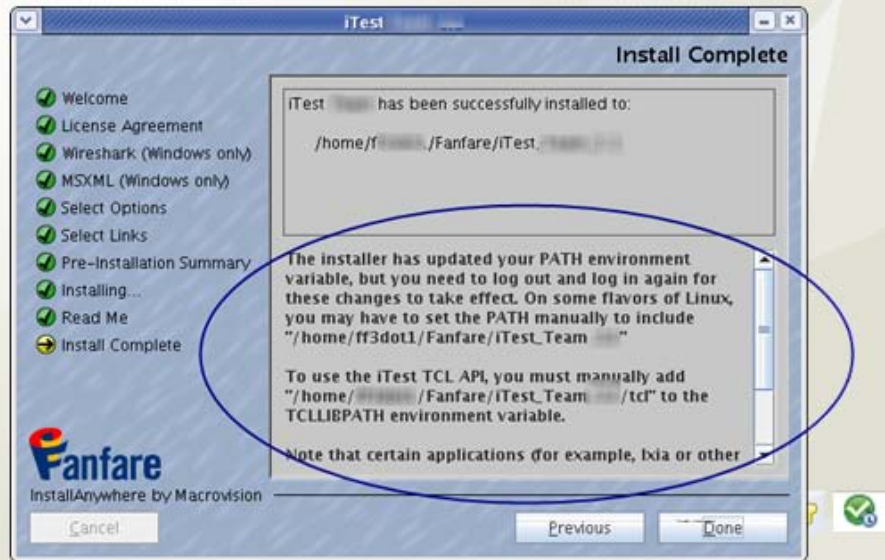 iTest
Install Complete
Welcome
License Agreement
Wireshark (Windows only)
MSXML (Windows only)
Select Options
Select Links
Pre-Installation Summary
Installing...
Read Me
Install Complete
iTest has been successfully installed to:
/home/f /Fanfare/iTest
The installer has updated your PATH environment
variable, but you need to log out and log in again for
these changes to take effect. On some flavors of Linux,
you may have to set the PATH manually to include
"/home/ff3dot1/Fanfare/iTest_Team "
To use the iTest TCL API, you must manually add
"/home/ /Fanfare/iTest_Team /tcl" to the
TCLLIBPATH environment variable.
Note that certain applications (for example, Ixia or other
Fanfare
InstallAnywhere by Macrovision
Cancel
Previous
Done